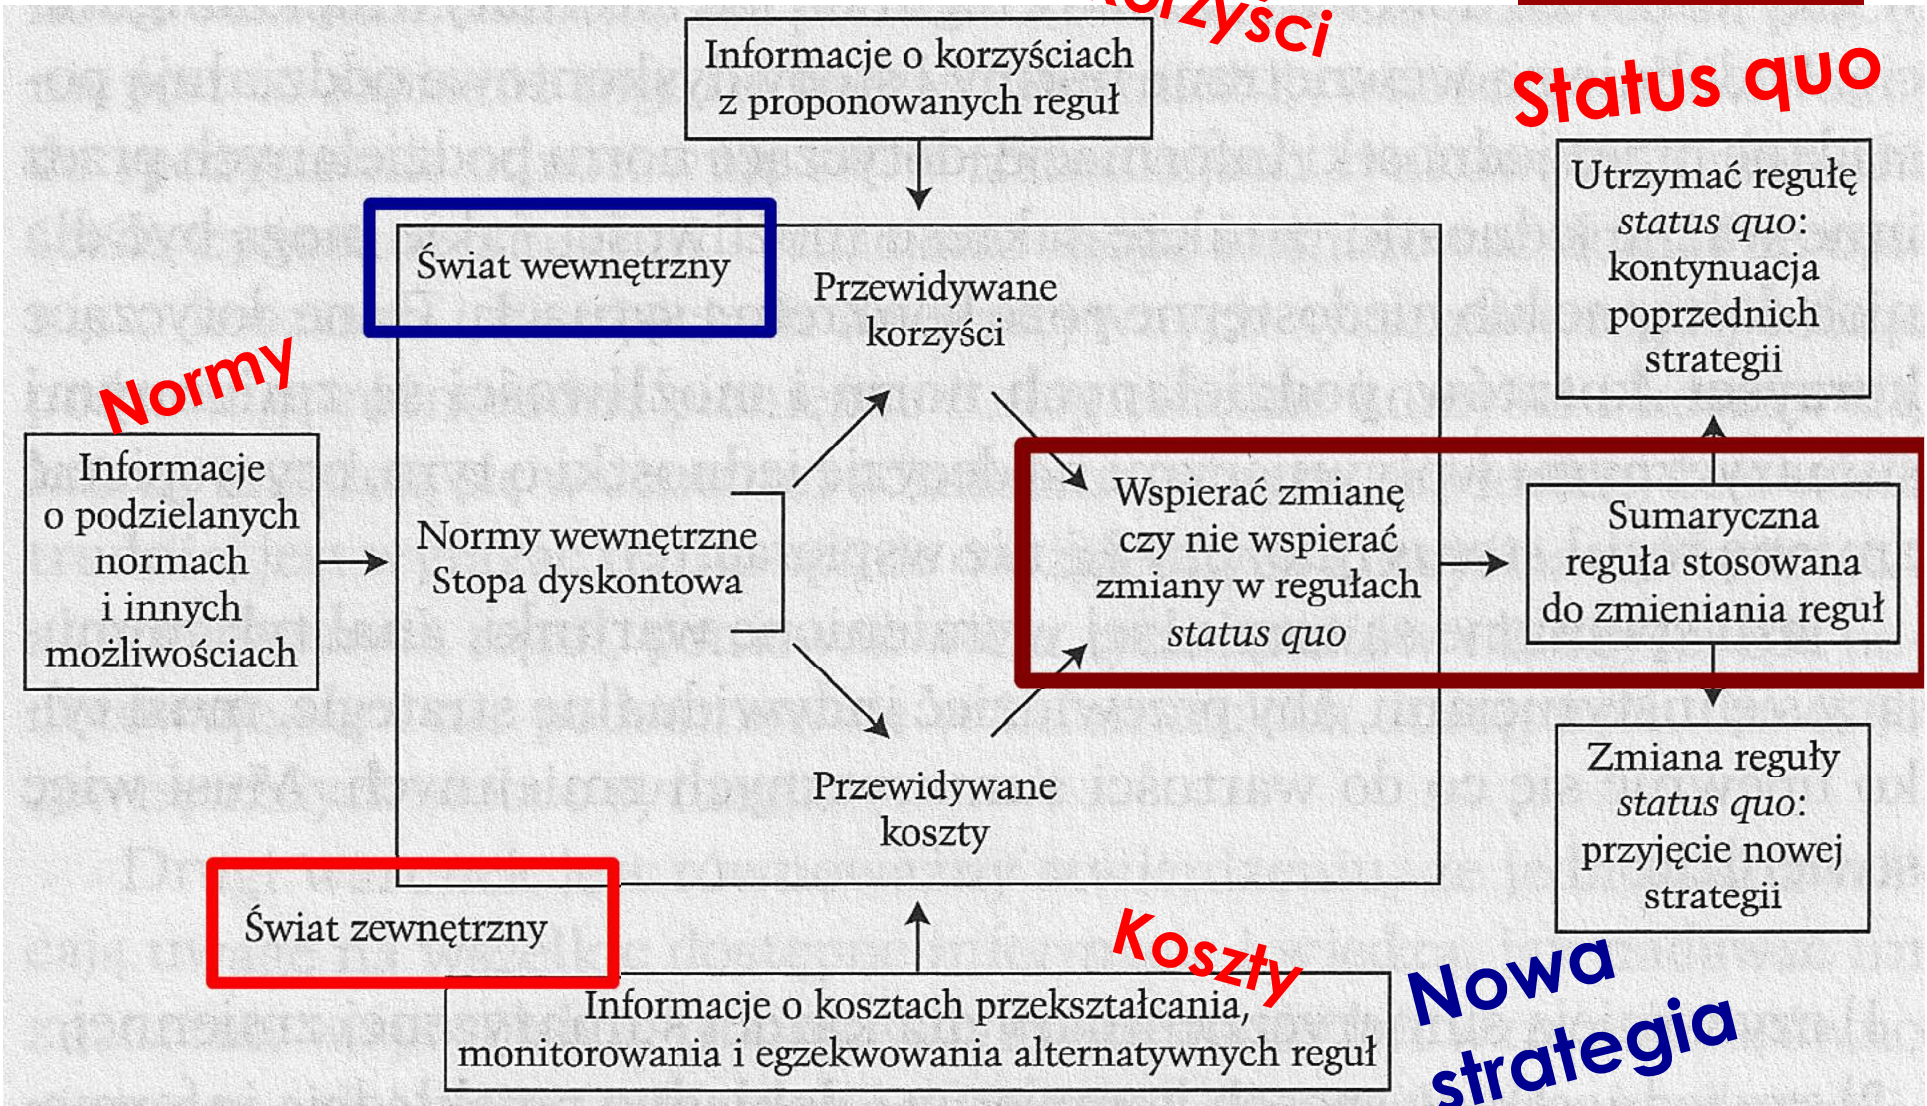 Korzyści
Informacje o korzyściach
z proponowanych reguł
Status quo
Utrzymać regułę
status quo:
kontynuacja
poprzednich
strategii
Świat wewnętrzny
Przewidywane
korzyści
Normy
Informacje
o podzielanych
normach
i innych
możliwościach
Normy wewnętrzne
Stopa dyskontowa
Wspierać zmianę
czy nie wspierać
zmiany w regułach
status quo
Sumaryczna
reguła stosowana
do zmieniania reguł
Przewidywane
koszty
Zmiana reguły
status quo:
przyjęcie nowej
strategii
Świat zewnętrzny
Koszty
Informacje o kosztach przekształcania,
monitorowania i egzekwowania alternatywnych reguł
Nowa
strategia